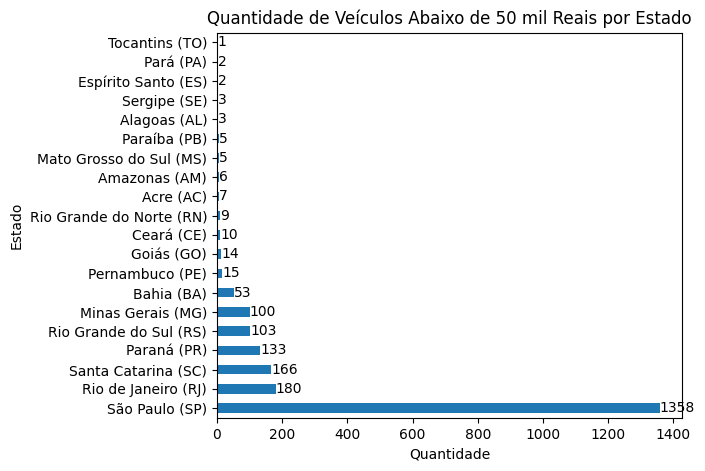 Quantidade de Veículos Abaixo de 50 mil Reais por Estado
Estado
Tocantins (TO) 1
Pará (PA) 2
Espírito Santo (ES) 2
Sergipe (SE) 3
Alagoas (AL) 3
Paraíba (PB) 5
Mato Grosso do Sul (MS) 5
Amazonas (AM) 6
Acre (AC) 7
Rio Grande do Norte (RN) 9
Ceará (CE) 10
Goiás (GO) 14
Pernambuco (PE) 15
Bahia (BA) 53
Minas Gerais (MG) 100
Rio Grande do Sul (RS) 103
Paraná (PR) 133
Santa Catarina (SC) 166
Rio de Janeiro (RJ) 180
São Paulo (SP) 1358
0 200 400 600 800 1000 1200 1400
Quantidade